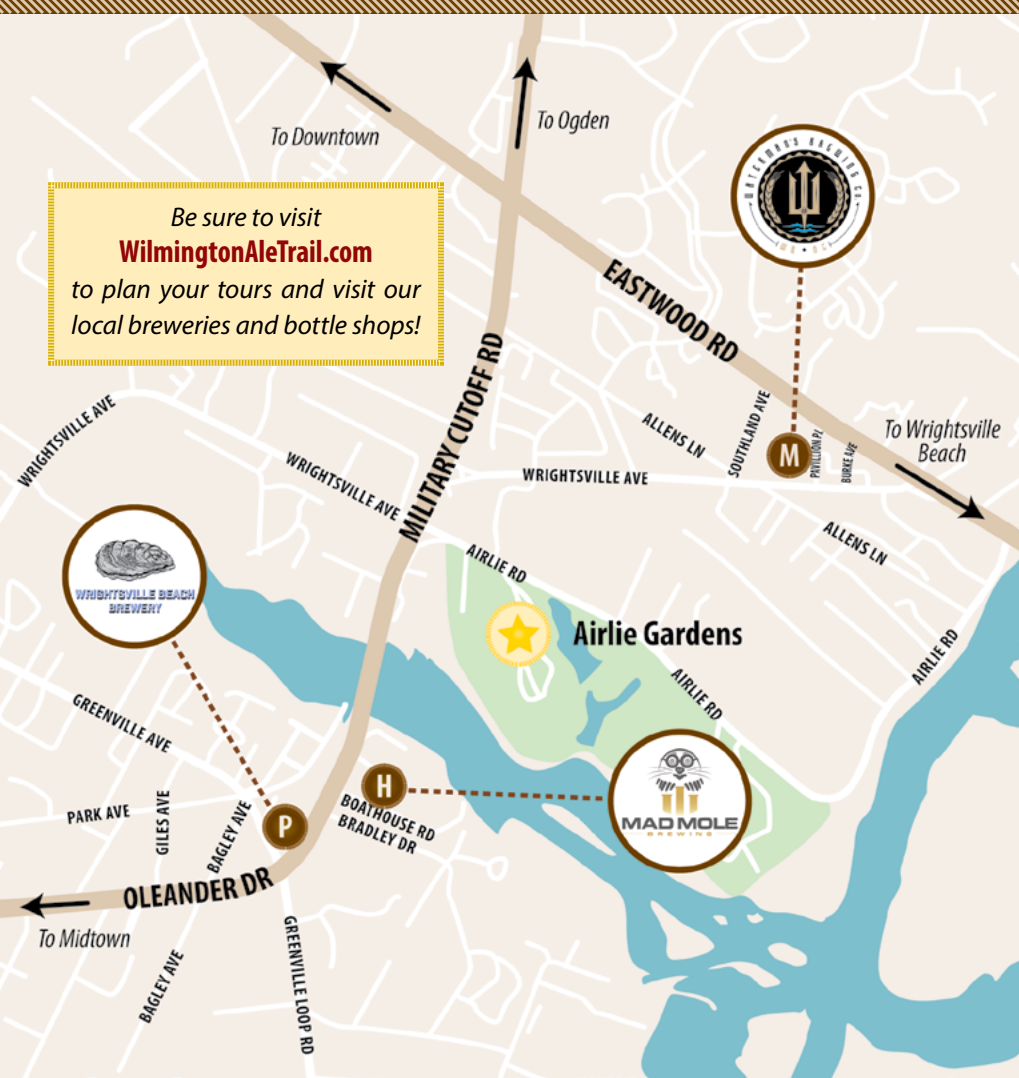 To Downtown
To Ogden
WATERMAN'S BREWING Co.
Be sure to visit
WilmingtonAleTrail.com
to plan your tours and visit our
local breweries and bottle shops!
EASTWOOD RD
MILITARY CUTOFF RD
WRIGHTSVILLE AVE
ALLENS LN
SOUTHLAND AVE
M
PAVILLION PL
BURKE AVE
To Wrightsville
Beach
WRIGHTSVILLE AVE
WRIGHTSVILLE AVE
ALLENS LN
AIRLIE RD
WRIGHTSVILLE BEACH
BREWERY
Airlie Gardens
AIRLIE RD
AIRLIE RD
GREENVILLE AVE
H
BOATHOUSE RD
BRADLEY DR
MAD MOLE
BREWING
PARK AVE
GILES AVE
BAGLEY AVE
P
OLEANDER DR
To Midtown
BAGLEY AVE
GREENVILLE LOOP RD